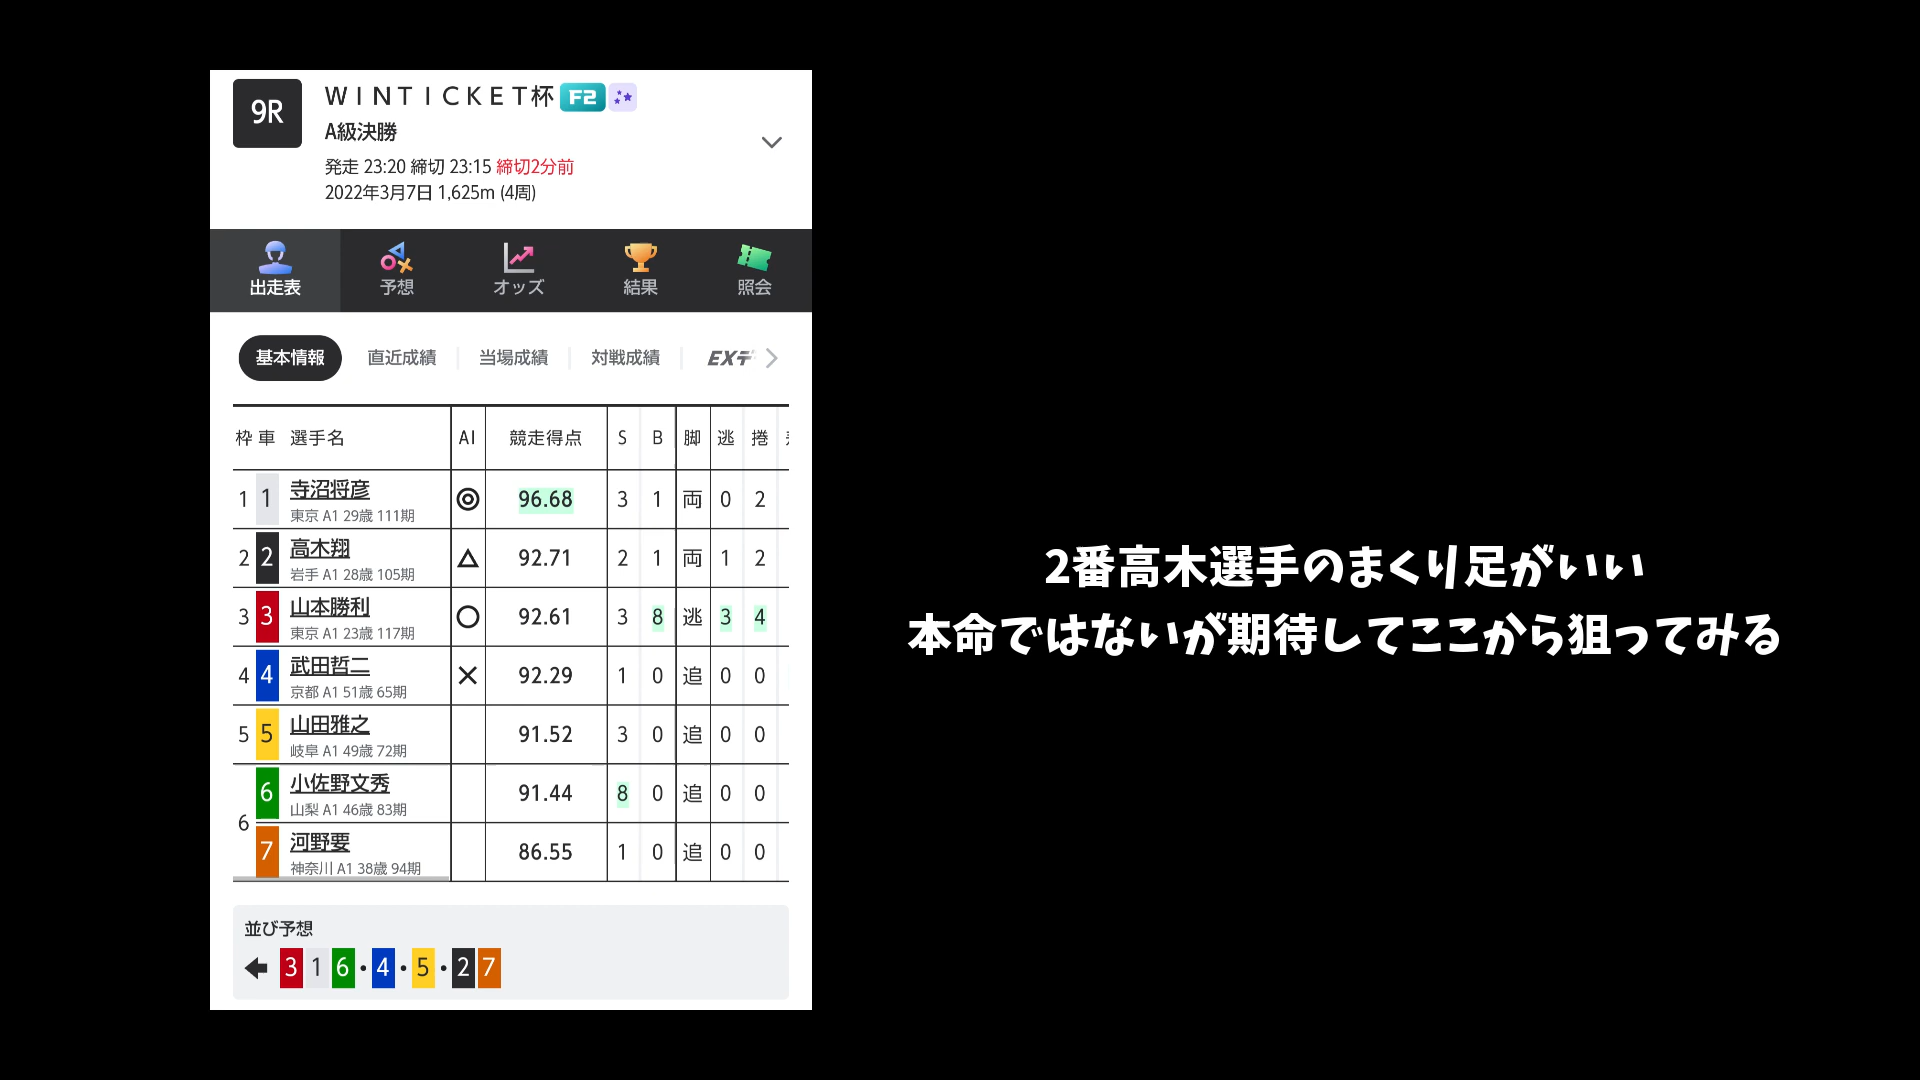 9R
ＷＩＮＴＩＣＫＥＴ杯 F2
A級決勝
発走 23:20 締切 23:15 締切2分前
2022年3月7日 1,625m (4周)
出走表 予想 オッズ 結果 照会
基本情報 直近成績 当場成績 対戦成績 EXデ
枠 車 選手名 AI 競走得点 S B 脚 逃 捲
1 1 寺沼将彦 ◎ 96.68 3 1 両 0 2
東京 A1 29歳 111期
2 2 高木翔 △ 92.71 2 1 両 1 2
岩手 A1 28歳 105期
3 3 山本勝利 ○ 92.61 3 8 逃 3 4
東京 A1 23歳 117期
4 4 武田哲二 × 92.29 1 0 追 0 0
京都 A1 51歳 65期
5 5 山田雅之 91.52 3 0 追 0 0
岐阜 A1 49歳 72期
6 6 小佐野文秀 91.44 8 0 追 0 0
山梨 A1 46歳 83期
7 河野要 86.55 1 0 追 0 0
神奈川 A1 38歳 94期
並び予想
3 1 6・4・5・2 7
2番高木選手のまくり足がいい
本命ではないが期待してここから狙ってみる